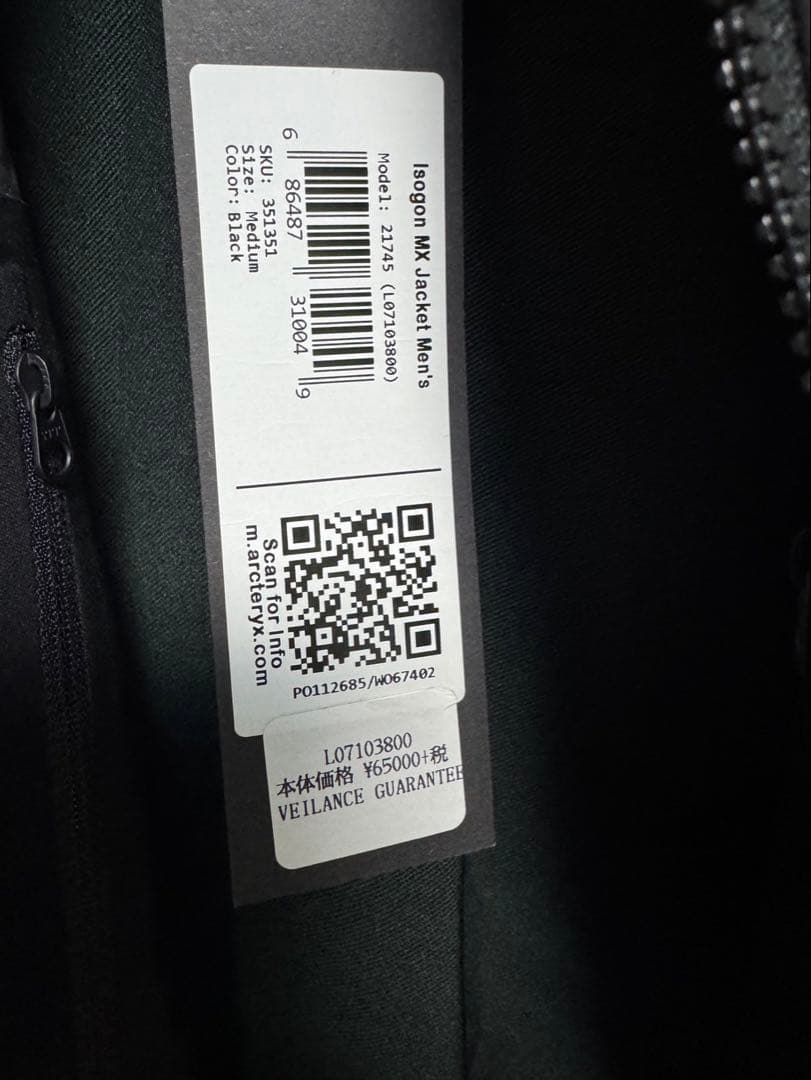 Isogon MX Jacket Men's
Model: 21745 (L07103800)
6 86487 31004 9
SKU: 351351
Size: Medium
Color: Black
Scan for Info
m.arcteryx.com
PO112685/WO67402
L07103800
本体価格 ¥65000+税
VEILANCE GUARANTEE